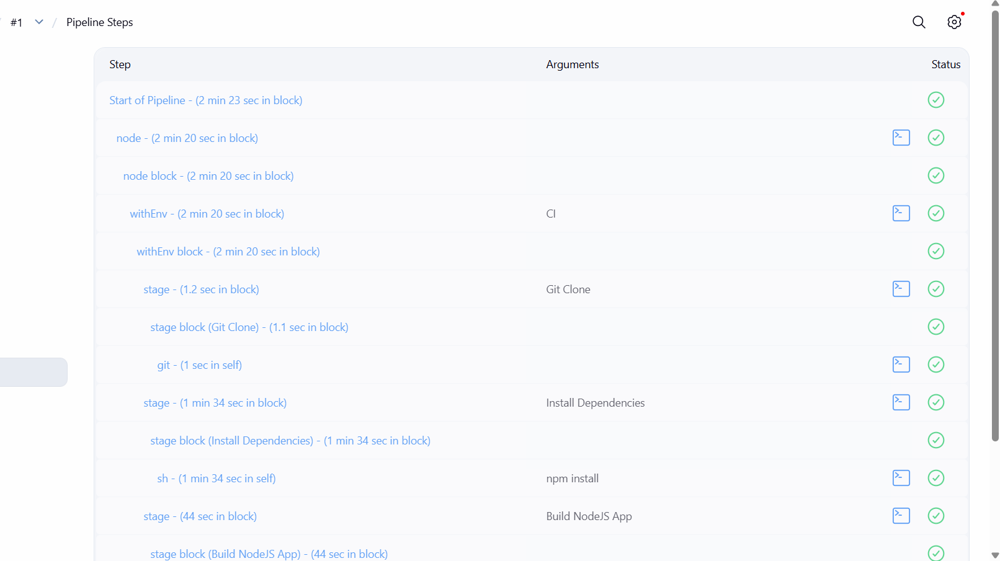 #1 / Pipeline Steps
Step Arguments Status
Start of Pipeline - (2 min 23 sec in block)
node - (2 min 20 sec in block)
node block - (2 min 20 sec in block)
withEnv - (2 min 20 sec in block) CI
withEnv block - (2 min 20 sec in block)
stage - (1.2 sec in block) Git Clone
stage block (Git Clone) - (1.1 sec in block)
git - (1 sec in self)
stage - (1 min 34 sec in block) Install Dependencies
stage block (Install Dependencies) - (1 min 34 sec in block)
sh - (1 min 34 sec in self) npm install
stage - (44 sec in block) Build NodeJS App
stage block (Build NodeJS App) - (44 sec in block)